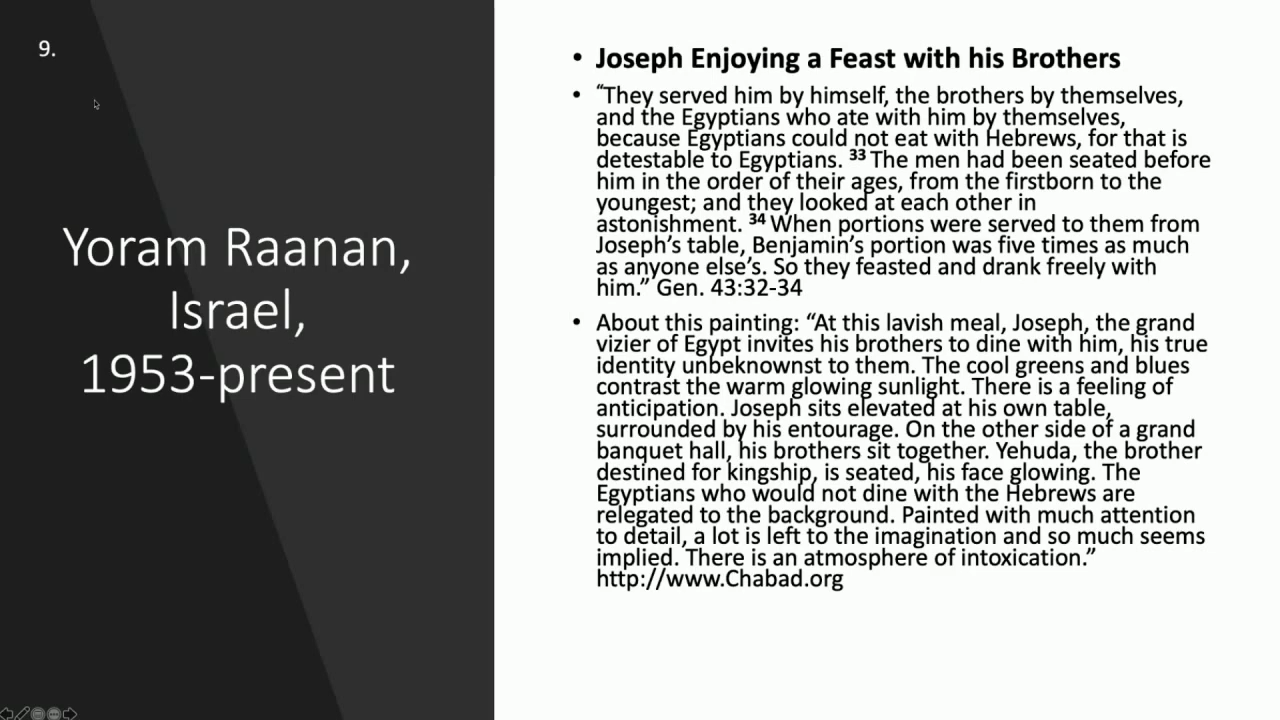 9.
Yoram Raanan,
Israel,
1953-present
• Joseph Enjoying a Feast with his Brothers
• “They served him by himself, the brothers by themselves,
and the Egyptians who ate with him by themselves,
because Egyptians could not eat with Hebrews, for that is
detestable to Egyptians. ³³ The men had been seated before
him in the order of their ages, from the firstborn to the
youngest; and they looked at each other in
astonishment. ³⁴ When portions were served to them from
Joseph’s table, Benjamin’s portion was five times as much
as anyone else’s. So they feasted and drank freely with
him.” Gen. 43:32-34
• About this painting: “At this lavish meal, Joseph, the grand
vizier of Egypt invites his brothers to dine with him, his true
identity unbeknownst to them. The cool greens and blues
contrast the warm glowing sunlight. There is a feeling of
anticipation. Joseph sits elevated at his own table,
surrounded by his entourage. On the other side of a grand
banquet hall, his brothers sit together. Yehuda, the brother
destined for kingship, is seated, his face glowing. The
Egyptians who would not dine with the Hebrews are
relegated to the background. Painted with much attention
to detail, a lot is left to the imagination and so much seems
implied. There is an atmosphere of intoxication.”
http://www.Chabad.org